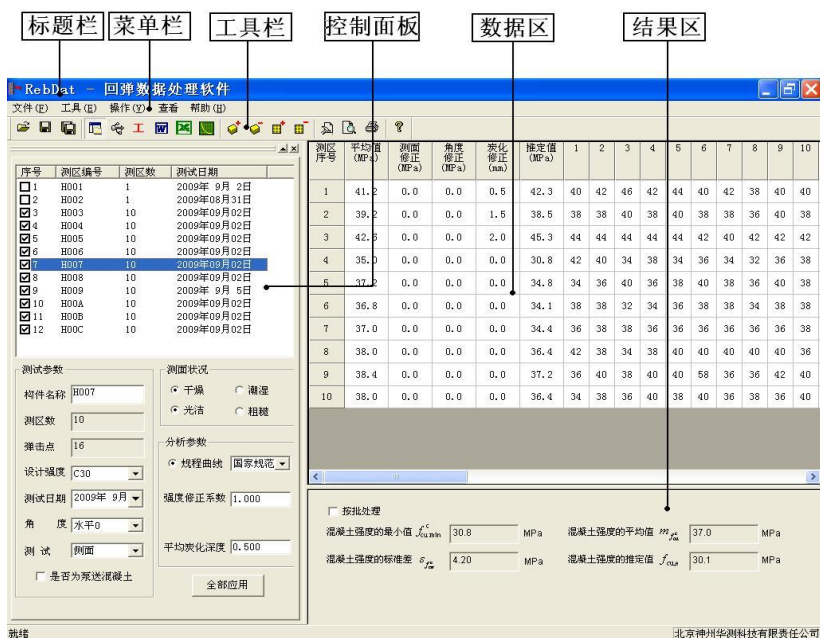 标题栏 菜单栏 工具栏 控制面板 数据区 结果区
RebDat - 回弹数据处理软件
文件(F) 工具(E) 操作(Y) 查看 帮助(H)
序号 测区编号 测区数 测试日期
1 H001 1 2009年 9月 2日
2 H002 1 2009年08月31日
3 H003 10 2009年09月02日
4 H004 10 2009年09月02日
5 H005 10 2009年09月02日
6 H006 10 2009年09月02日
7 H007 10 2009年09月02日
8 H008 10 2009年09月02日
9 H009 10 2009年 9月 5日
10 H00A 10 2009年09月02日
11 H00B 10 2009年09月02日
12 H00C 10 2009年09月02日
测试参数
构件名称 H007
测区数 10
弹击点 16
设计强度 C30
测试日期 2009年 9月
角 度 水平0
测 试 侧面
是否为泵送混凝土
测面状况
干燥 潮湿
光洁 粗糙
分析参数
规程曲线 国家规范
强度修正系数 1.000
平均炭化深度 0.500
全部应用
测区序号 平均值(MPa) 测面修正(MPa) 角度修正(MPa) 炭化修正(mm) 推定值(MPa) 1 2 3 4 5 6 7 8 9 10
1 41.2 0.0 0.0 0.5 42.3 40 42 46 42 44 40 42 38 40 40
2 39.2 0.0 0.0 1.5 38.5 38 38 40 38 40 38 38 36 40 38
3 42.6 0.0 0.0 2.0 45.3 44 44 44 44 44 42 40 42 42 42
4 35.0 0.0 0.0 0.0 30.8 42 40 34 38 34 36 34 32 36 38
5 37.2 0.0 0.0 0.0 34.8 34 36 40 36 38 40 38 36 40 38
6 36.8 0.0 0.0 0.0 34.1 38 38 32 34 36 38 38 34 38 38
7 37.0 0.0 0.0 0.0 34.4 36 38 38 36 36 36 36 36 36 38
8 38.0 0.0 0.0 0.0 36.4 42 38 34 38 40 40 40 40 40 36
9 38.4 0.0 0.0 0.0 37.2 36 40 38 40 40 58 36 36 42 40
10 38.0 0.0 0.0 0.0 36.4 34 38 36 40 38 40 36 38 36 40
按批处理
混凝土强度的最小值 f^c_cu,min 30.8 MPa 混凝土强度的平均值 m_f^c_cu 37.0 MPa
混凝土强度的标准差 s_f^c_cu 4.20 MPa 混凝土强度的推定值 f_cu,e 30.1 MPa
就绪 北京神州华测科技有限责任公司